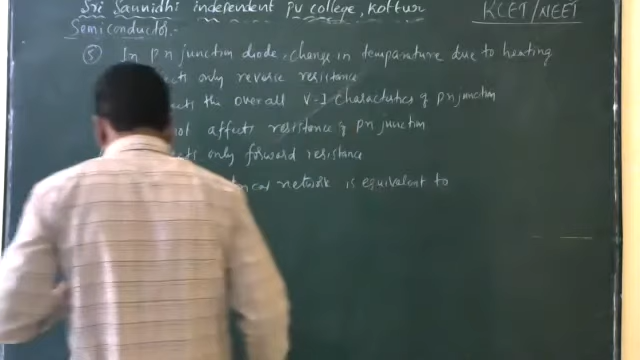 Sri Saunidhi independent PU college, Kottur
KCET/NEET
Semiconductor:-
⑤ In P n junction diode, change in temparature due to heating
only reverse resistance
the overall V-I charactristics of pn junction
not affects resistance of pn junction
only forward resistance
network is equivalent to